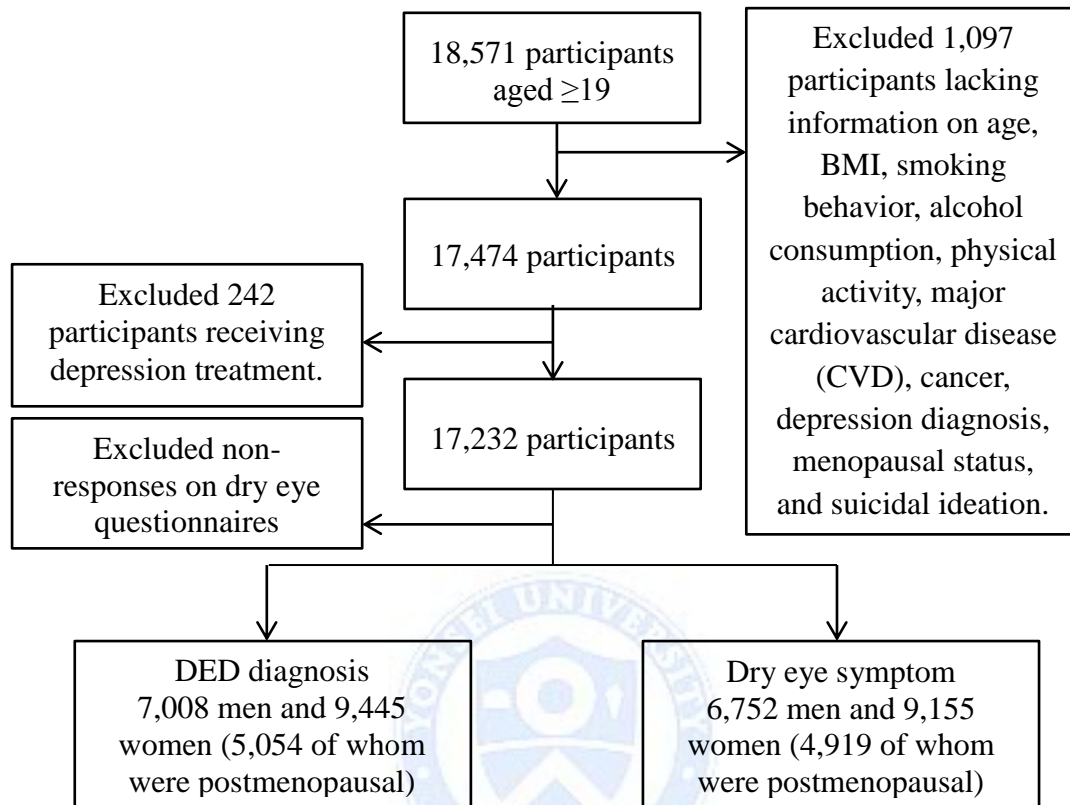 18,571 participants
aged ≥19
Excluded 1,097
participants lacking
information on age,
BMI, smoking
behavior, alcohol
consumption, physical
activity, major
cardiovascular disease
(CVD), cancer,
depression diagnosis,
menopausal status,
and suicidal ideation.
17,474 participants
Excluded 242
participants receiving
depression treatment.
17,232 participants
Excluded non-
responses on dry eye
questionnaires
YONSEI UNIVERSITY
DED diagnosis
7,008 men and 9,445
women (5,054 of whom
were postmenopausal)
Dry eye symptom
6,752 men and 9,155
women (4,919 of whom
were postmenopausal)